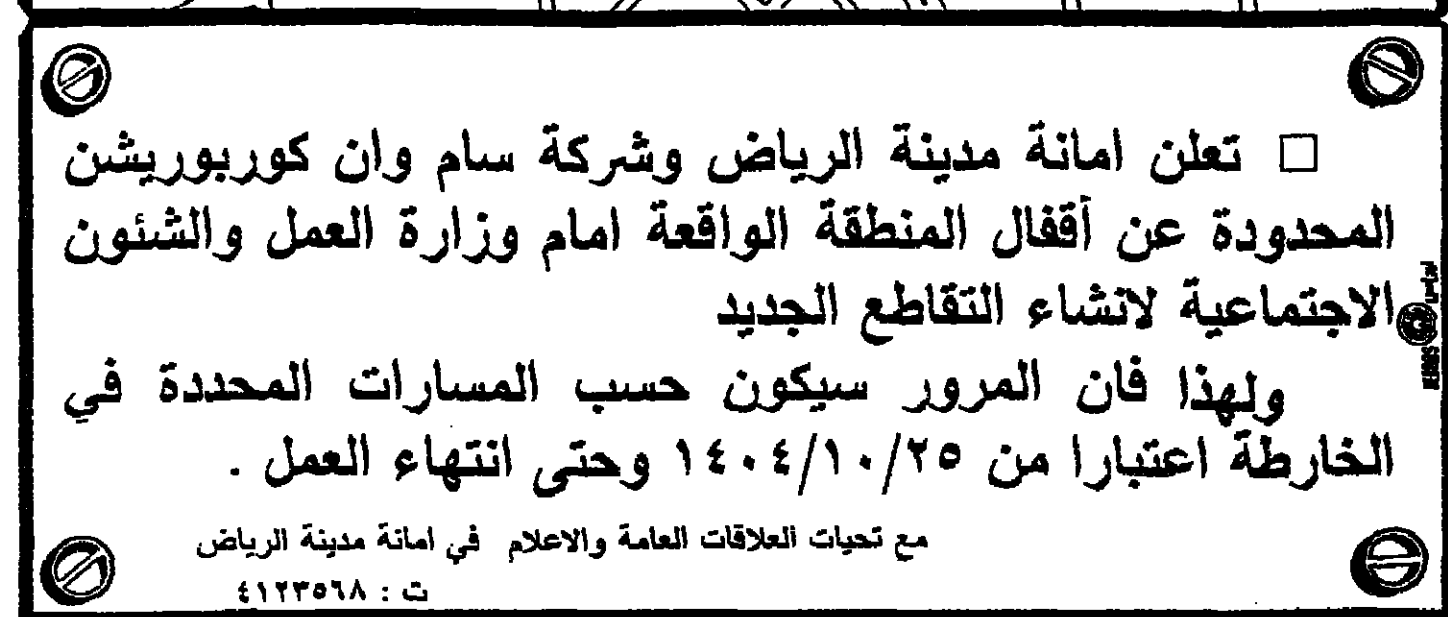 □ تعلن امانة مدينة الرياض وشركة سام وان كوربوريشن
المحدودة عن أقفال المنطقة الواقعة امام وزارة العمل والشئون
الاجتماعية لانشاء التقاطع الجديد
ولهذا فان المرور سيكون حسب المسارات المحددة في
الخارطة اعتبارا من ١٤٠٤/١٠/٢٥ وحتى انتهاء العمل .
مع تحيات العلاقات العامة والاعلام في امانة مدينة الرياض
ت : ٤١٢٣٥٦٨